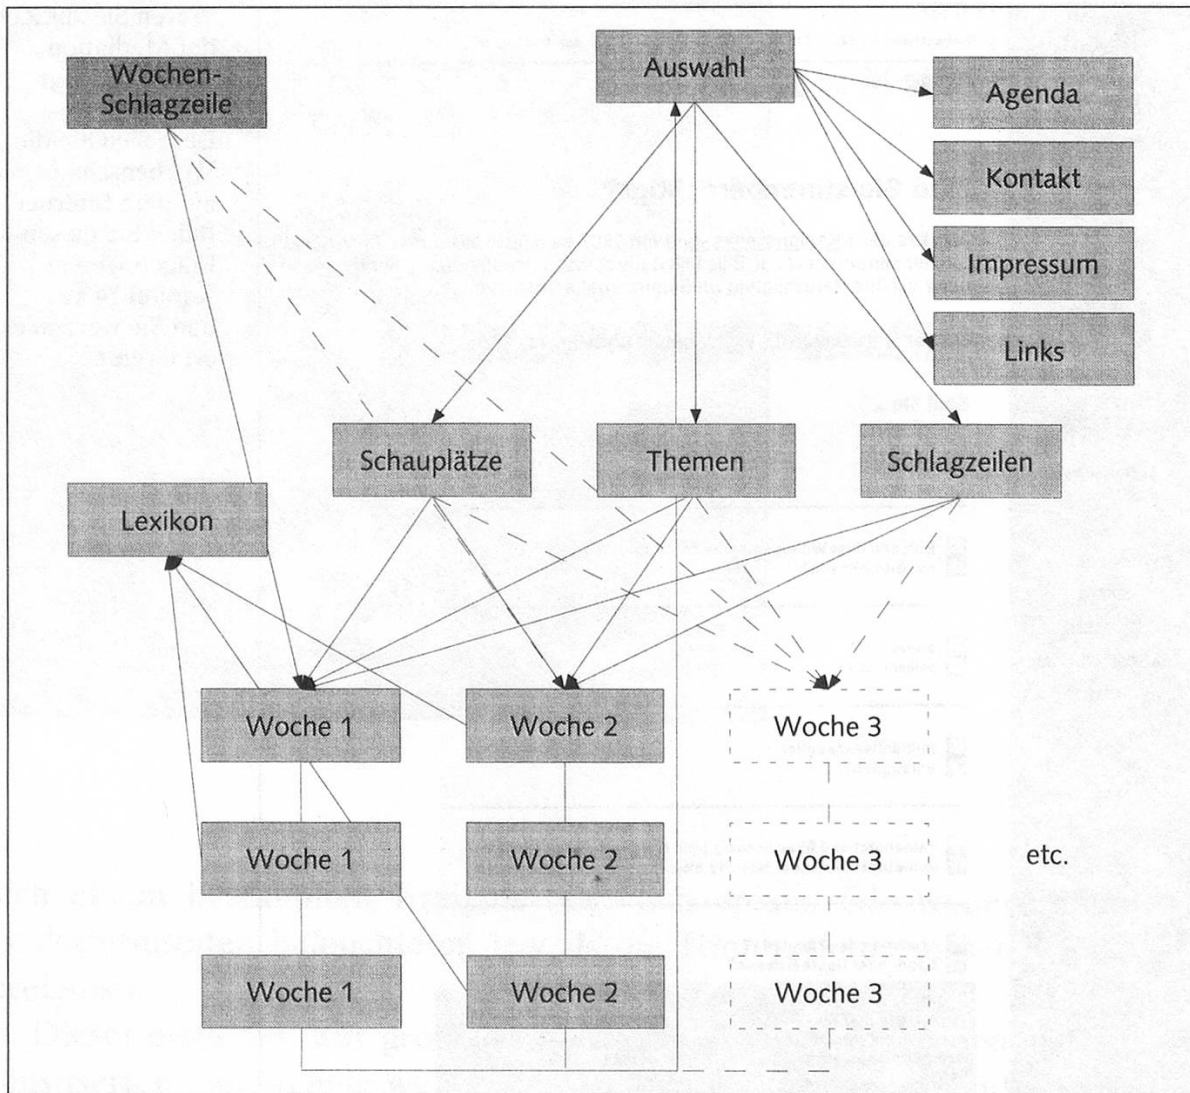 Wochen-
Schlagzeile
Auswahl
Agenda
Kontakt
Impressum
Links
Schauplätze
Themen
Schlagzeilen
Lexikon
Woche 1
Woche 2
Woche 3
Woche 1
Woche 2
Woche 3
etc.
Woche 1
Woche 2
Woche 3